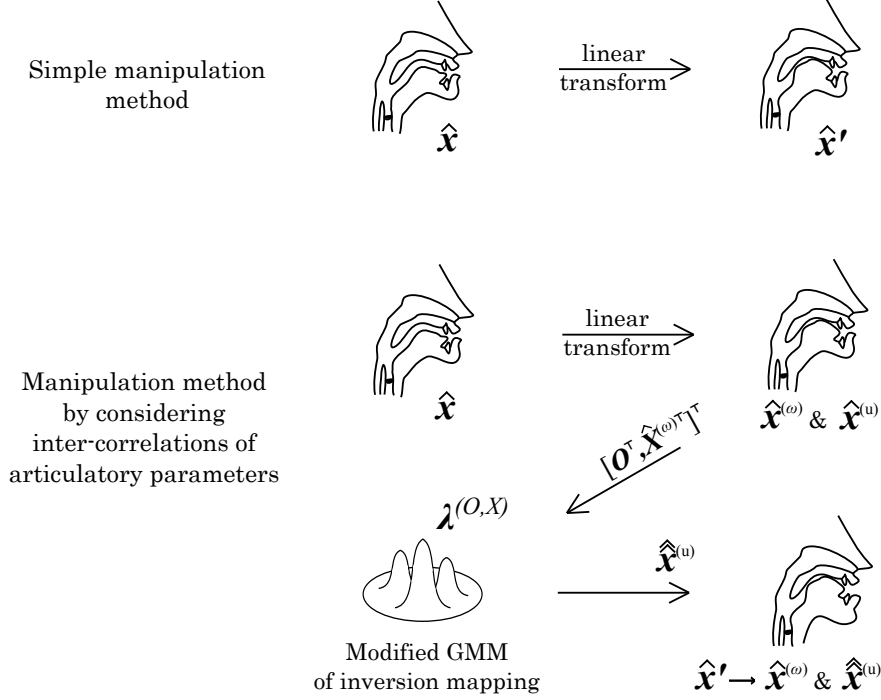 Simple manipulation
method
linear
transform
x̂
x̂′
Manipulation method
by considering
inter-correlations of
articulatory parameters
linear
transform
x̂
x̂^(ω) & x̂^(u)
[O^⊤, X̂^(ω)⊤]^⊤
λ^(O,X)
x̂̂^(u)
Modified GMM
of inversion mapping
x̂′ → x̂^(ω) & x̂̂^(u)